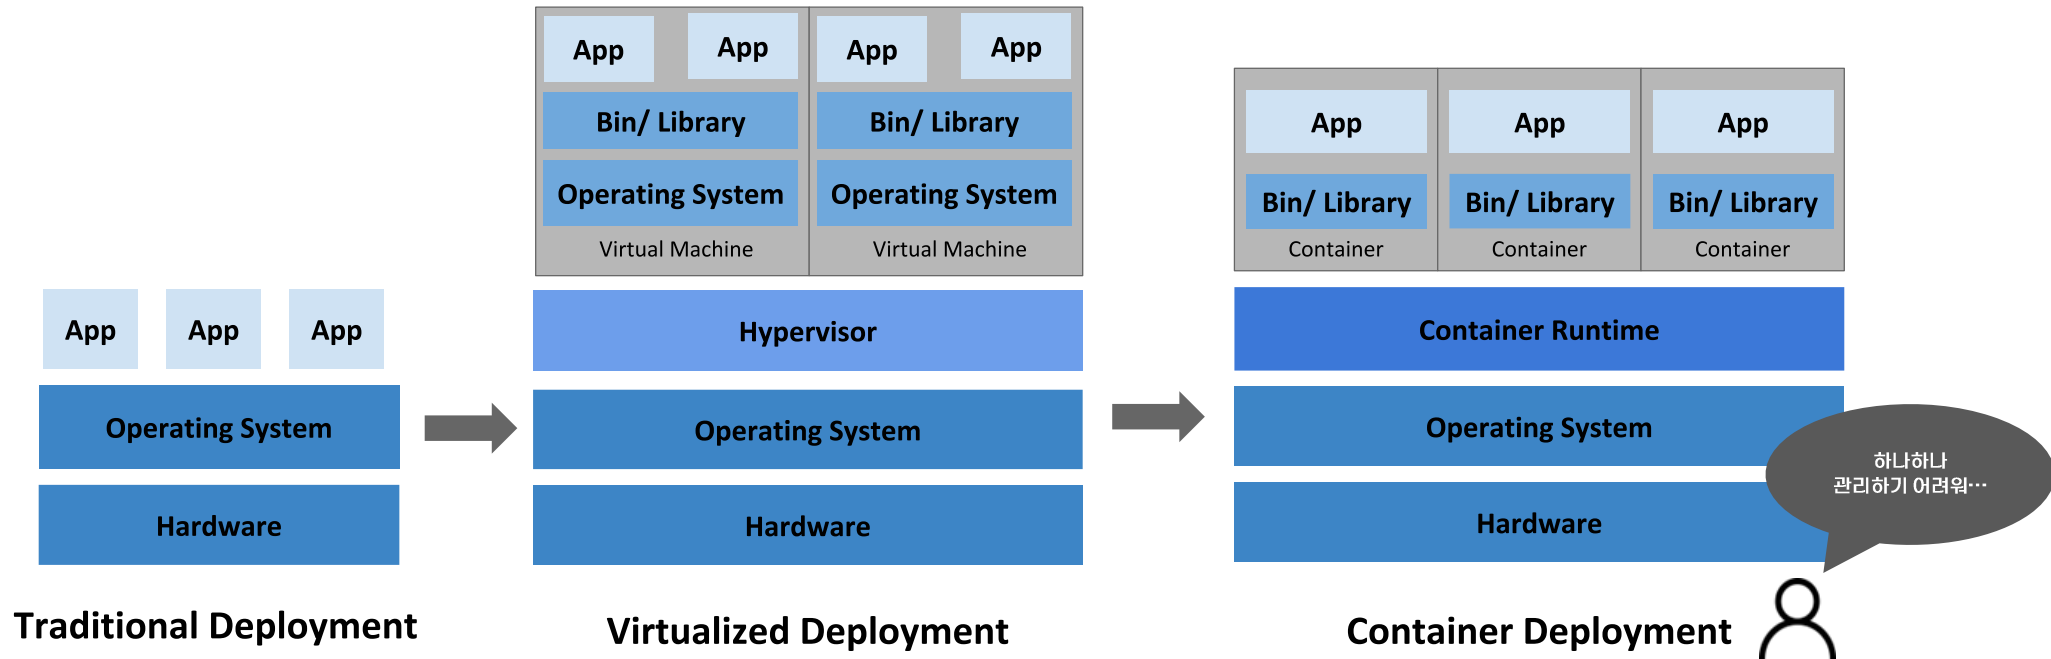 App
App
App
Operating System
Hardware
Traditional Deployment
App
App
App
App
Bin/ Library
Bin/ Library
Operating System
Operating System
Virtual Machine
Virtual Machine
Hypervisor
Operating System
Hardware
Virtualized Deployment
App
App
App
Bin/ Library
Bin/ Library
Bin/ Library
Container
Container
Container
Container Runtime
Operating System
Hardware
Container Deployment
하나하나
관리하기 어려워…